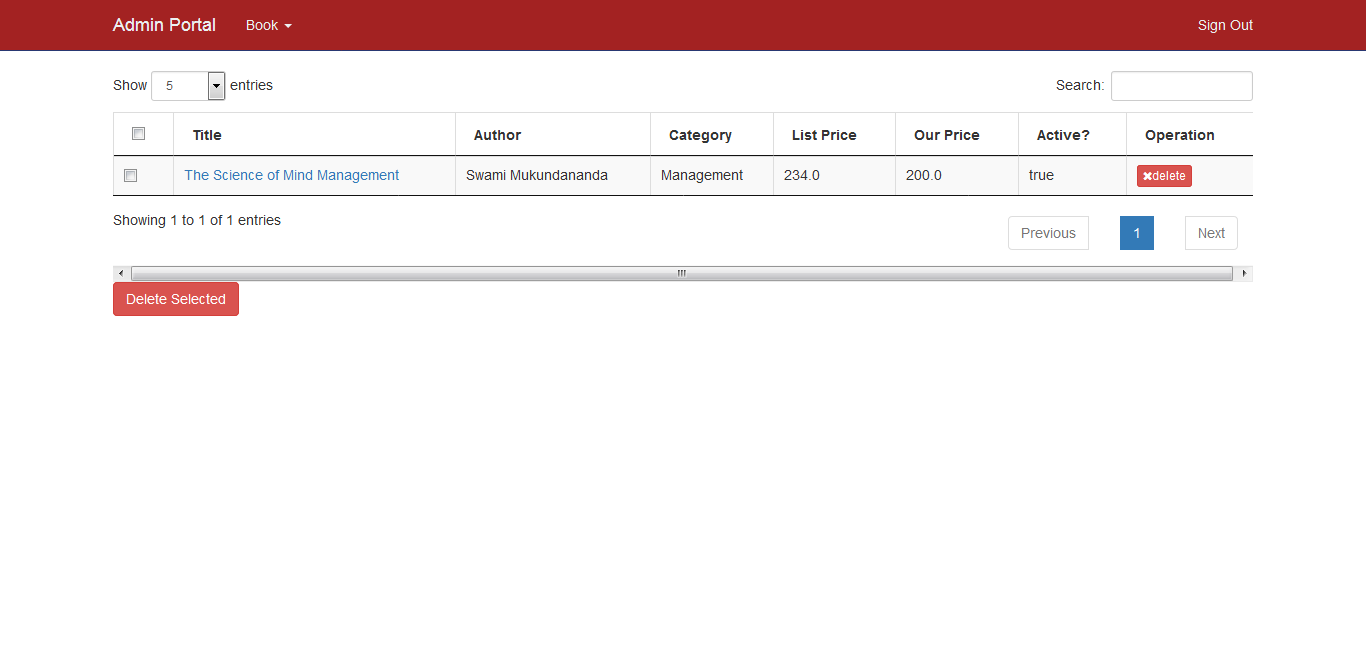 Admin Portal Book Sign Out
Show 5 entries Search:
Title Author Category List Price Our Price Active? Operation
The Science of Mind Management Swami Mukundananda Management 234.0 200.0 true ✖delete
Showing 1 to 1 of 1 entries
Previous 1 Next
Delete Selected